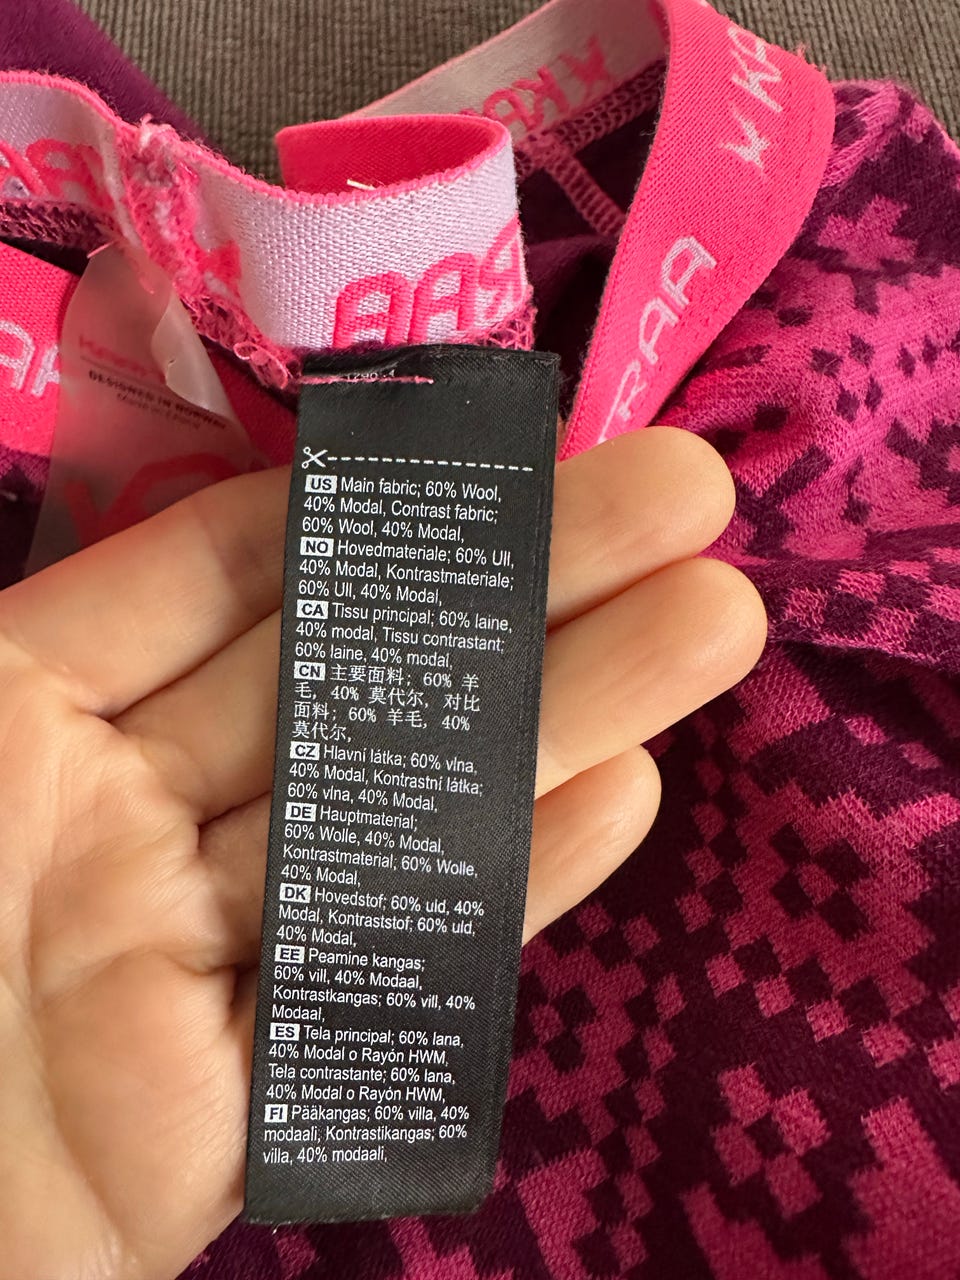 KRAA
RAA
DESIGNED IN NORWAY
US Main fabric; 60% Wool,
40% Modal, Contrast fabric;
60% Wool, 40% Modal,
NO Hovedmateriale; 60% Ull,
40% Modal, Kontrastmateriale;
60% Ull, 40% Modal,
CA Tissu principal; 60% laine,
40% modal, Tissu contrastant;
60% laine, 40% modal,
CN 主要面料; 60% 羊
毛, 40% 莫代尔, 对比
面料; 60% 羊毛, 40%
莫代尔,
CZ Hlavní látka; 60% vlna,
40% Modal, Kontrastní látka;
60% vlna, 40% Modal,
DE Hauptmaterial;
60% Wolle, 40% Modal,
Kontrastmaterial; 60% Wolle,
40% Modal,
DK Hovedstof; 60% uld, 40%
Modal, Kontraststof; 60% uld,
40% Modal,
EE Peamine kangas;
60% vill, 40% Modaal,
Kontrastkangas; 60% vill, 40%
Modaal,
ES Tela principal; 60% lana,
40% Modal o Rayón HWM,
Tela contrastante; 60% lana,
40% Modal o Rayón HWM,
FI Pääkangas; 60% villa, 40%
modaali, Kontrastikangas; 60%
villa, 40% modaali,